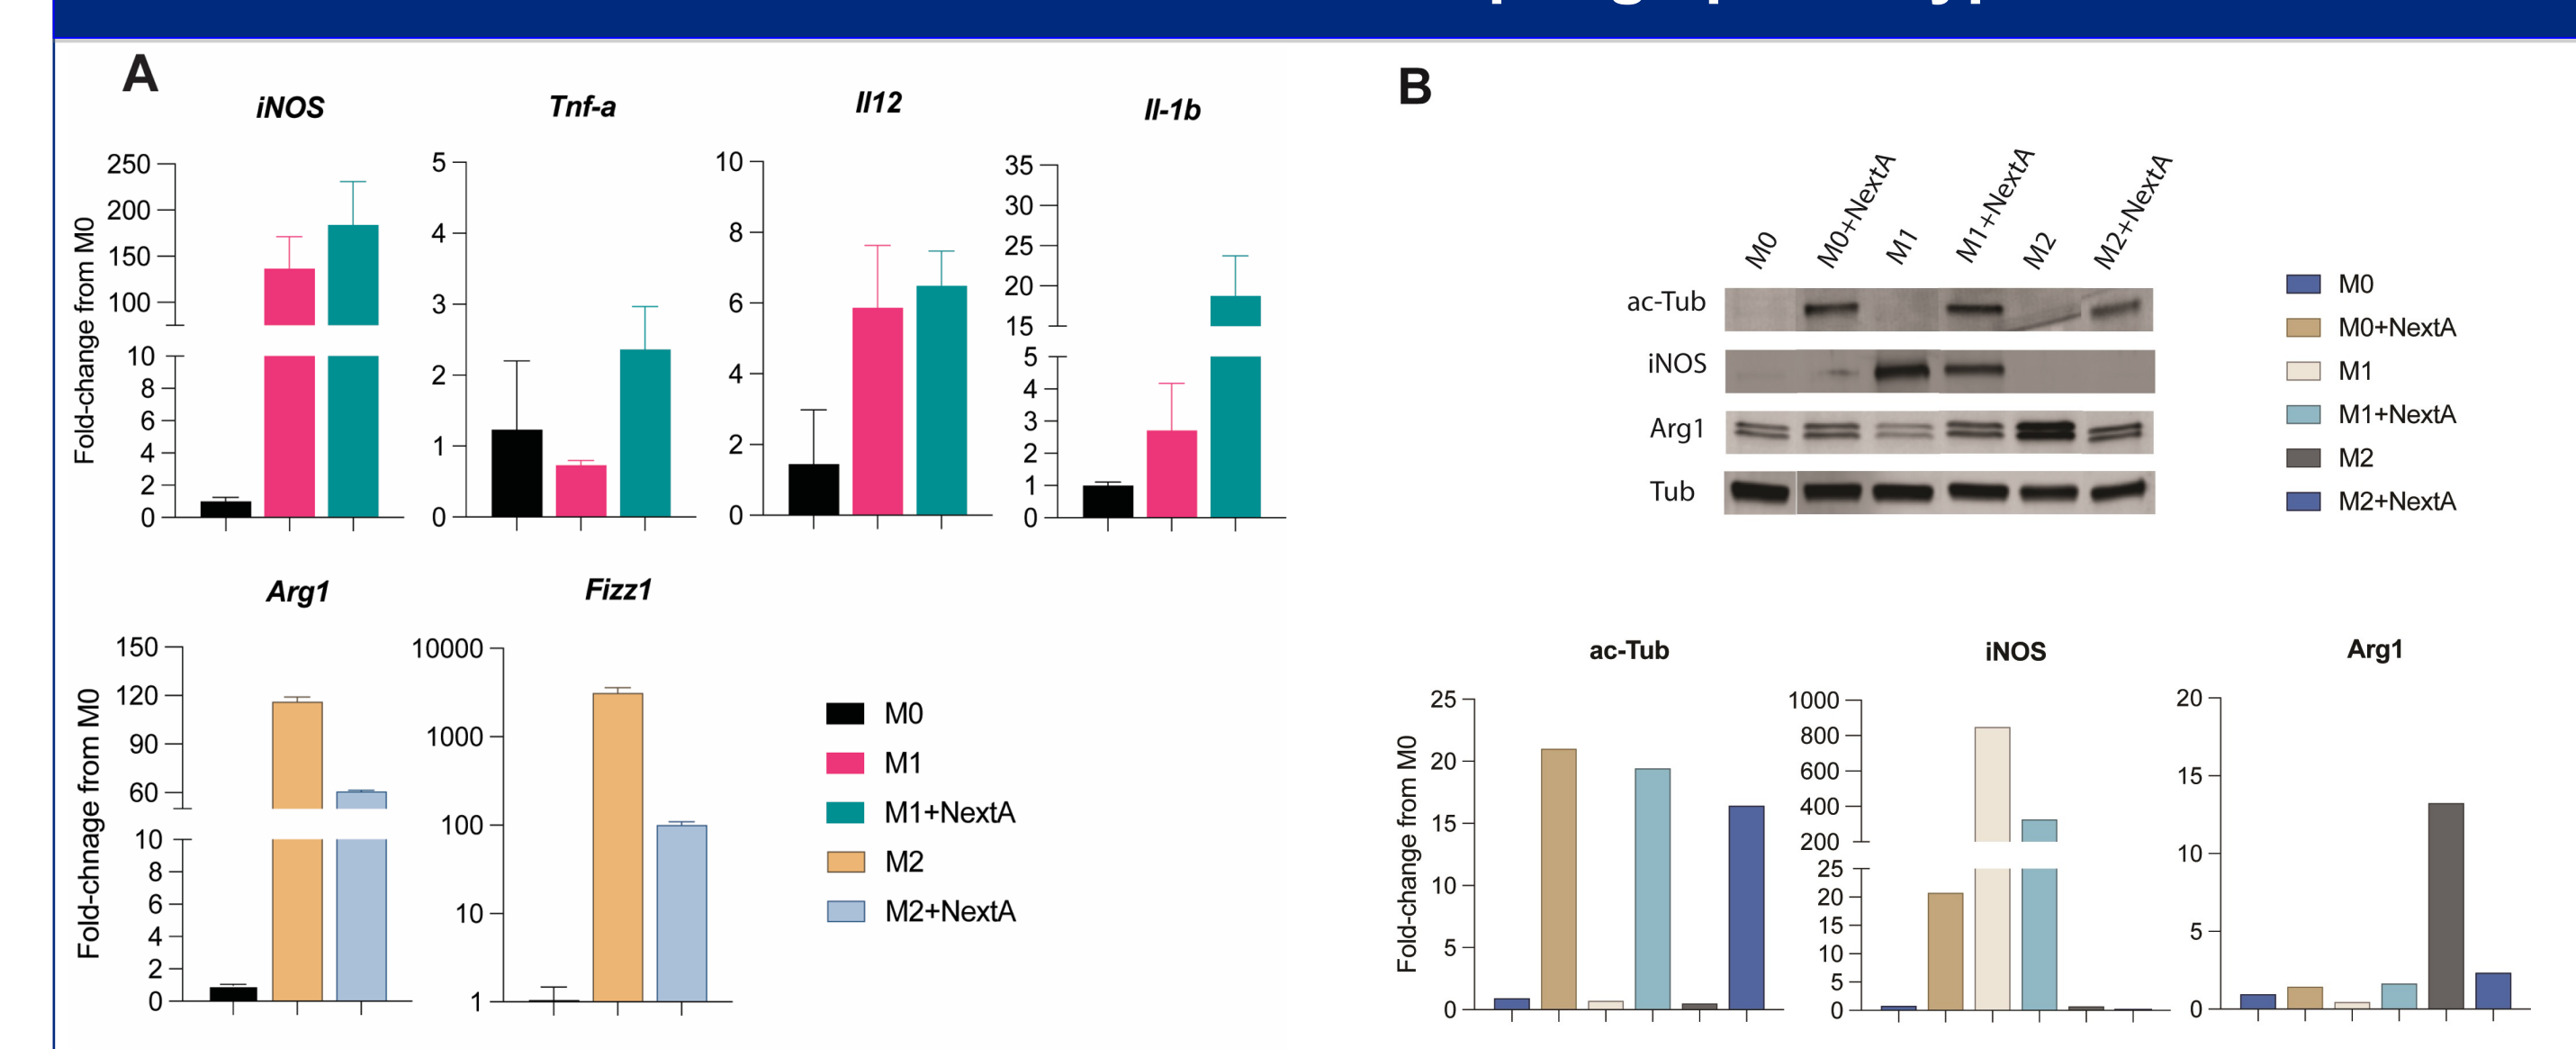 A
iNOS
Tnf-a
Il12
Il-1b
Fold-change from M0
250
200
150
100
10
8
6
4
2
0
5
4
3
2
1
0
10
8
6
4
2
0
35
30
25
20
15
5
4
3
2
1
0
Arg1
Fizz1
Fold-chnage from M0
150
120
90
60
10
8
6
4
2
0
10000
1000
100
10
1
M0
M1
M1+NextA
M2
M2+NextA
B
M0
M0+NextA
M1
M1+NextA
M2
M2+NextA
ac-Tub
iNOS
Arg1
Tub
M0
M0+NextA
M1
M1+NextA
M2
M2+NextA
ac-Tub
iNOS
Arg1
Fold-change from M0
25
20
15
10
5
0
1000
800
600
400
200
25
20
15
10
5
0
20
15
10
5
0